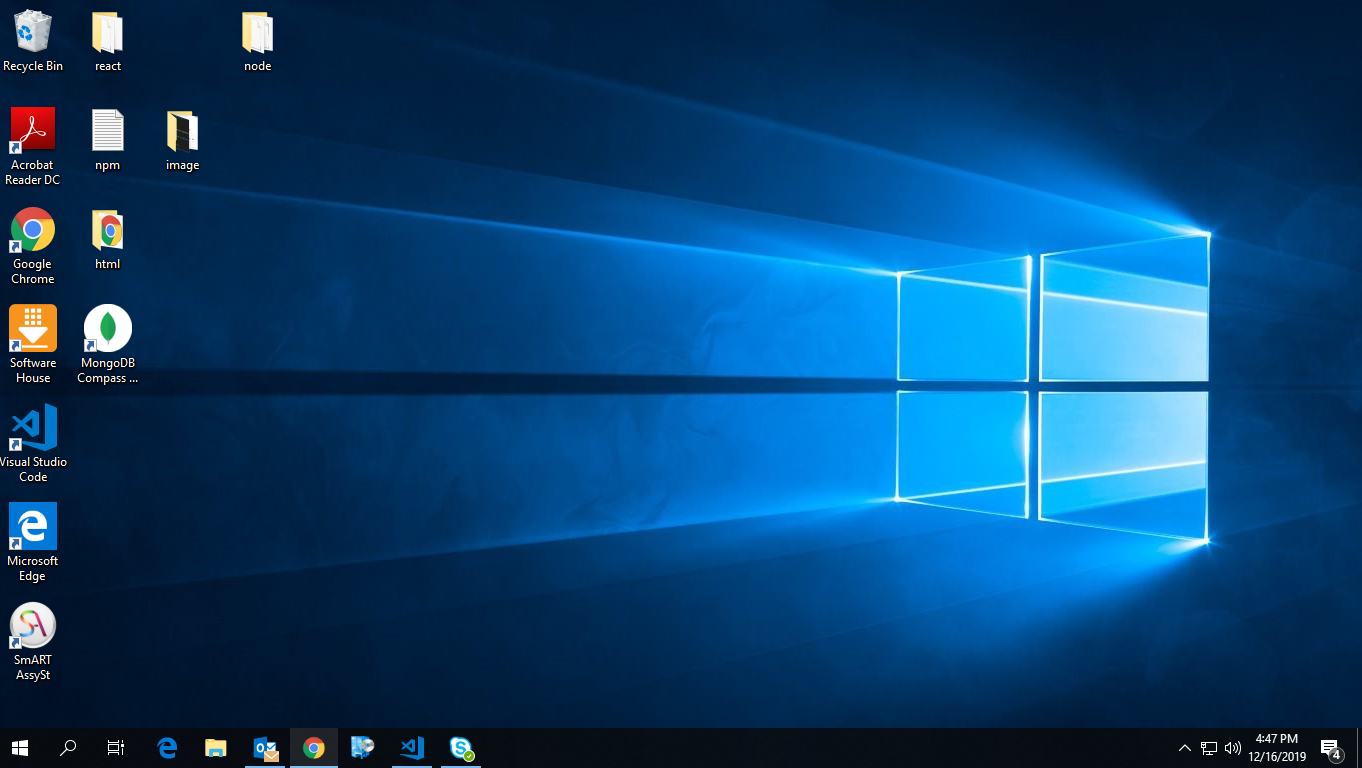 Recycle Bin
react
node
Acrobat
Reader DC
npm
image
Google
Chrome
html
Software
House
MongoDB
Compass ...
Visual Studio
Code
Microsoft
Edge
SmART
AssySt
4:47 PM
12/16/2019
4